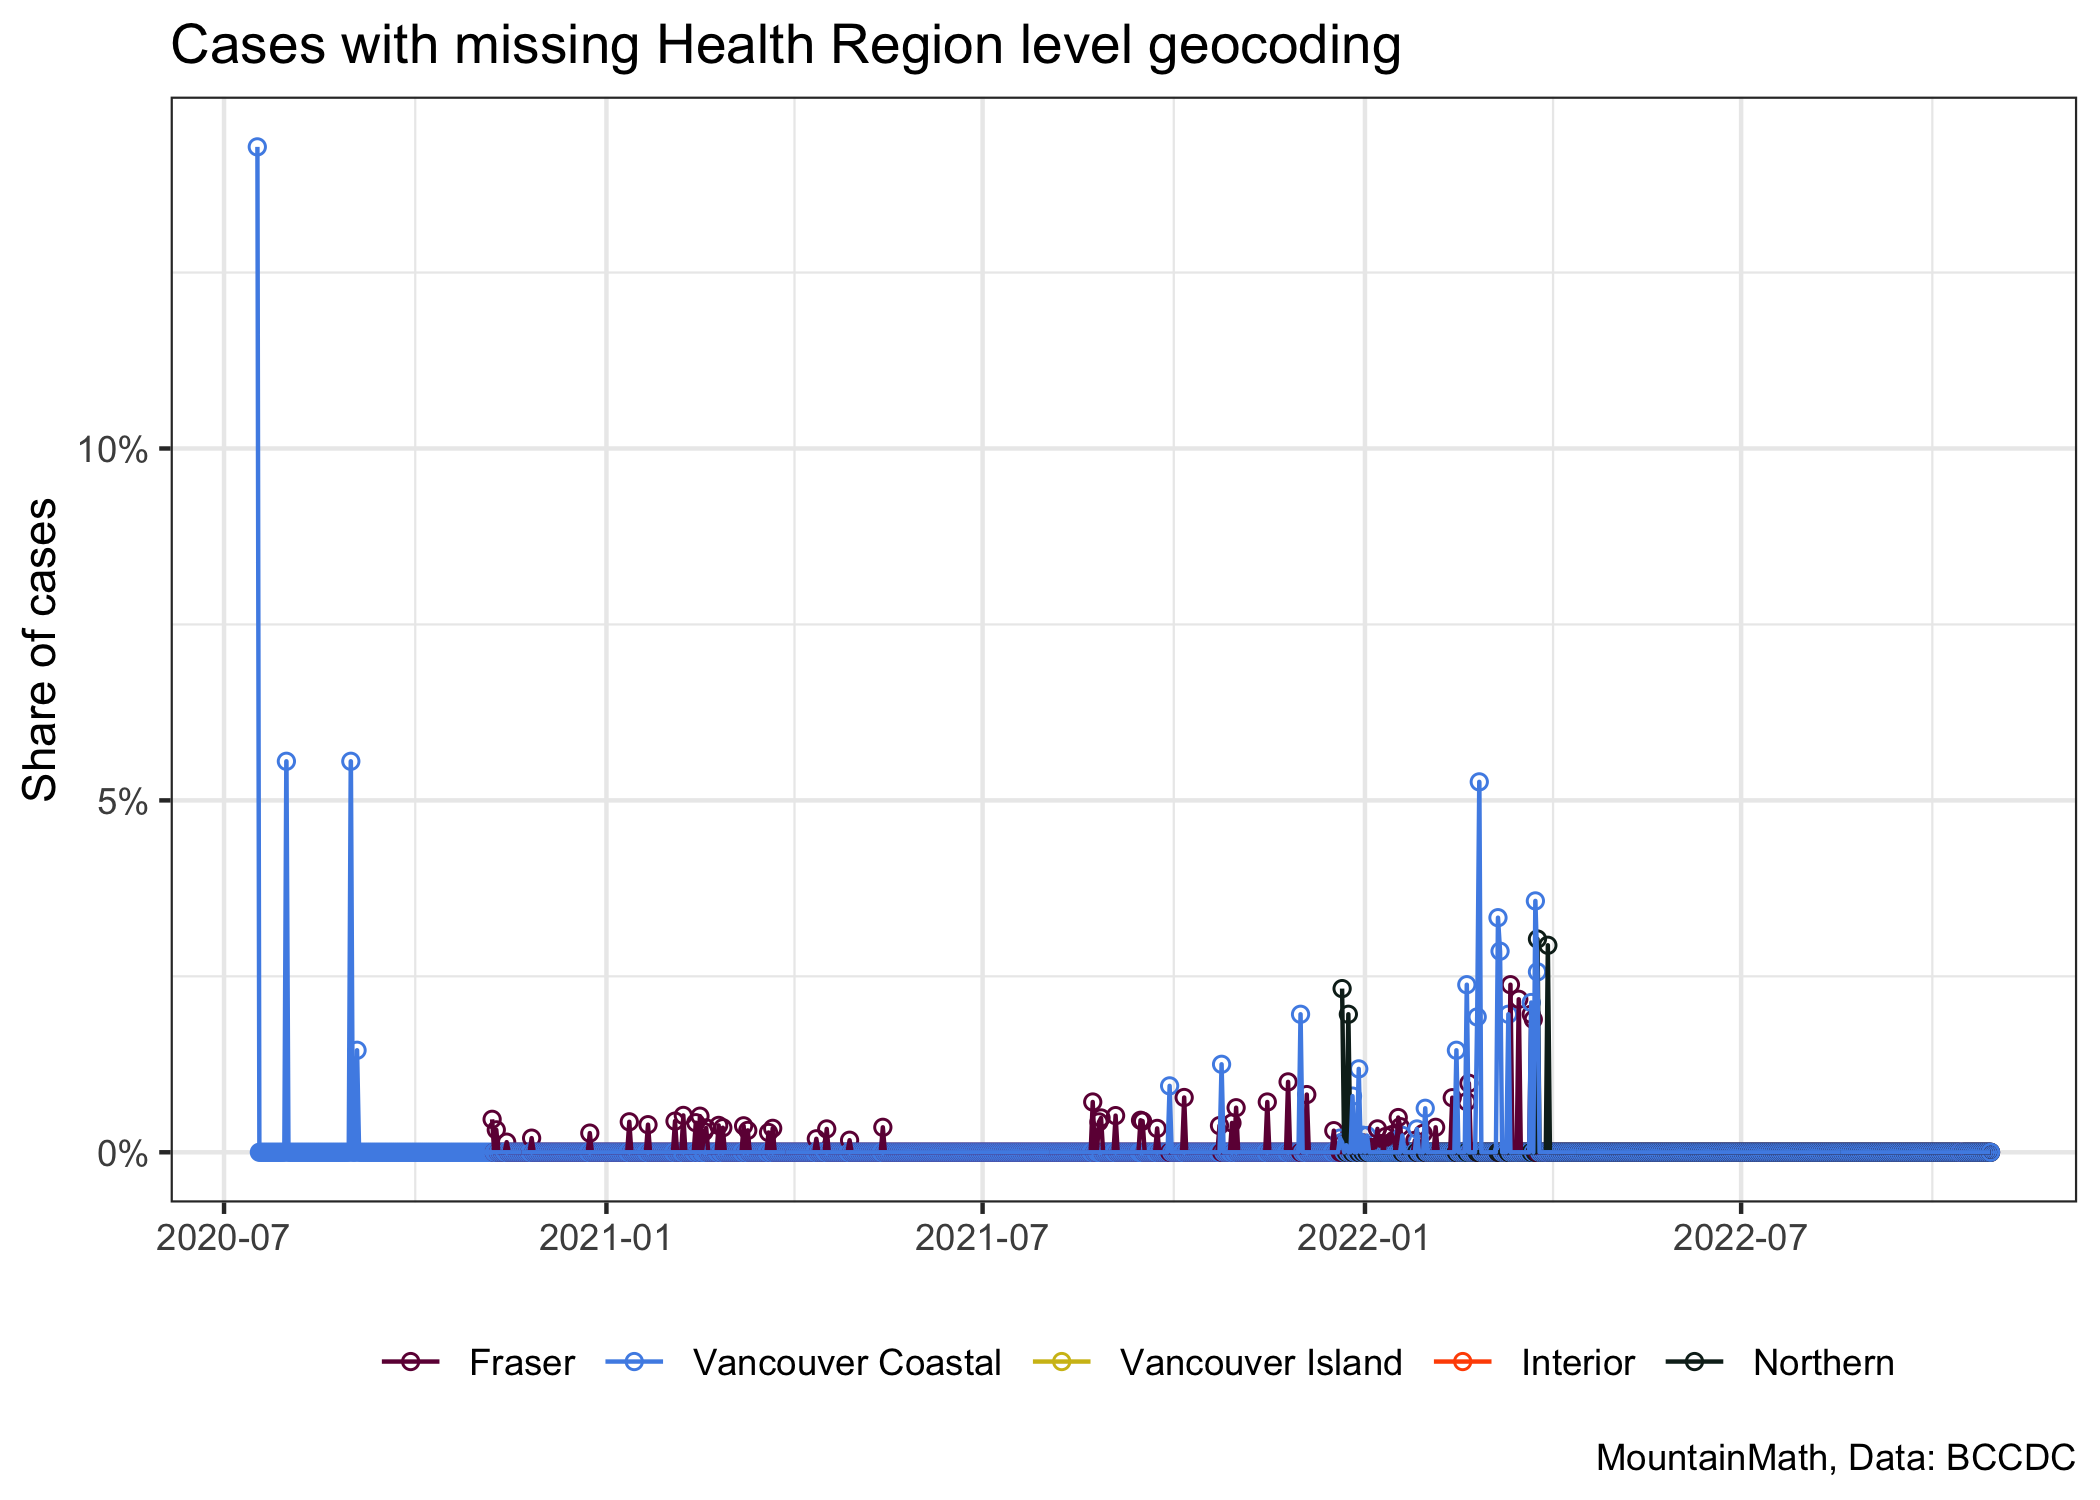 Cases with missing Health Region level geocoding
Share of cases
10%
5%
0%
2020-07
2021-01
2021-07
2022-01
2022-07
Fraser
Vancouver Coastal
Vancouver Island
Interior
Northern
MountainMath, Data: BCCDC